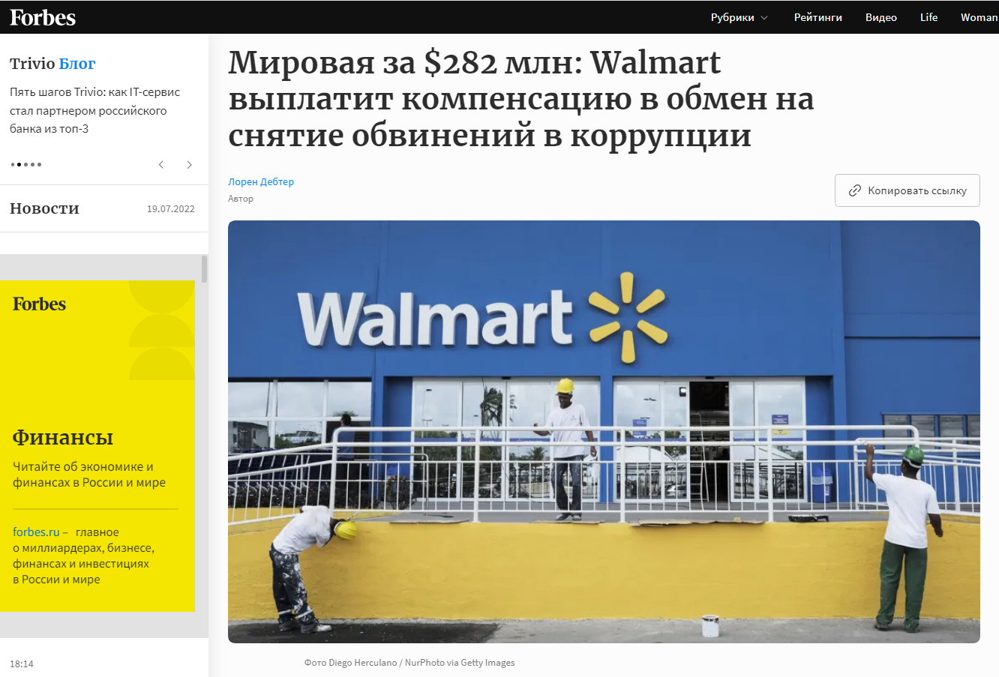 Forbes
Рубрики
Рейтинги
Видео
Life
Woman
Trivio Блог
Пять шагов Trivio: как IT-сервис
стал партнером российского
банка из топ-3
Новости
19.07.2022
Forbes
Финансы
Читайте об экономике и
финансах в России и мире
forbes.ru – главное
о миллиардерах, бизнесе,
финансах и инвестициях
в России и мире
18:14
Мировая за $282 млн: Walmart
выплатит компенсацию в обмен на
снятие обвинений в коррупции
Лорен Дебтер
Автор
Копировать ссылку
Walmart
Фото Diego Herculano / NurPhoto via Getty Images